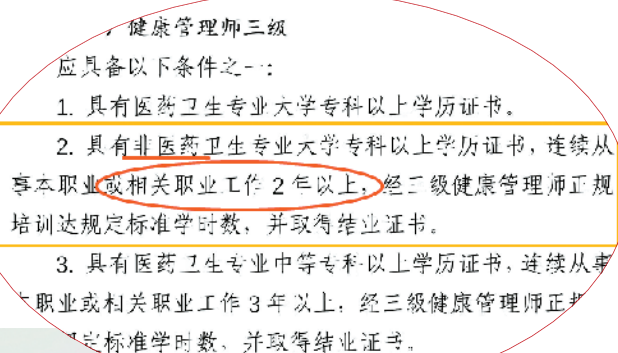 健康管理师三级
应具备以下条件之一：
1. 具有医药卫生专业大学专科以上学历证书。
2. 具有非医药卫生专业大学专科以上学历证书，连续从
事本职业或相关职业工作 2 年以上，经三级健康管理师正规
培训达规定标准学时数，并取得结业证书。
3. 具有医药卫生专业中等专科以上学历证书，连续从事
本职业或相关职业工作 3 年以上，经三级健康管理师正规
规定标准学时数，并取得结业证书。